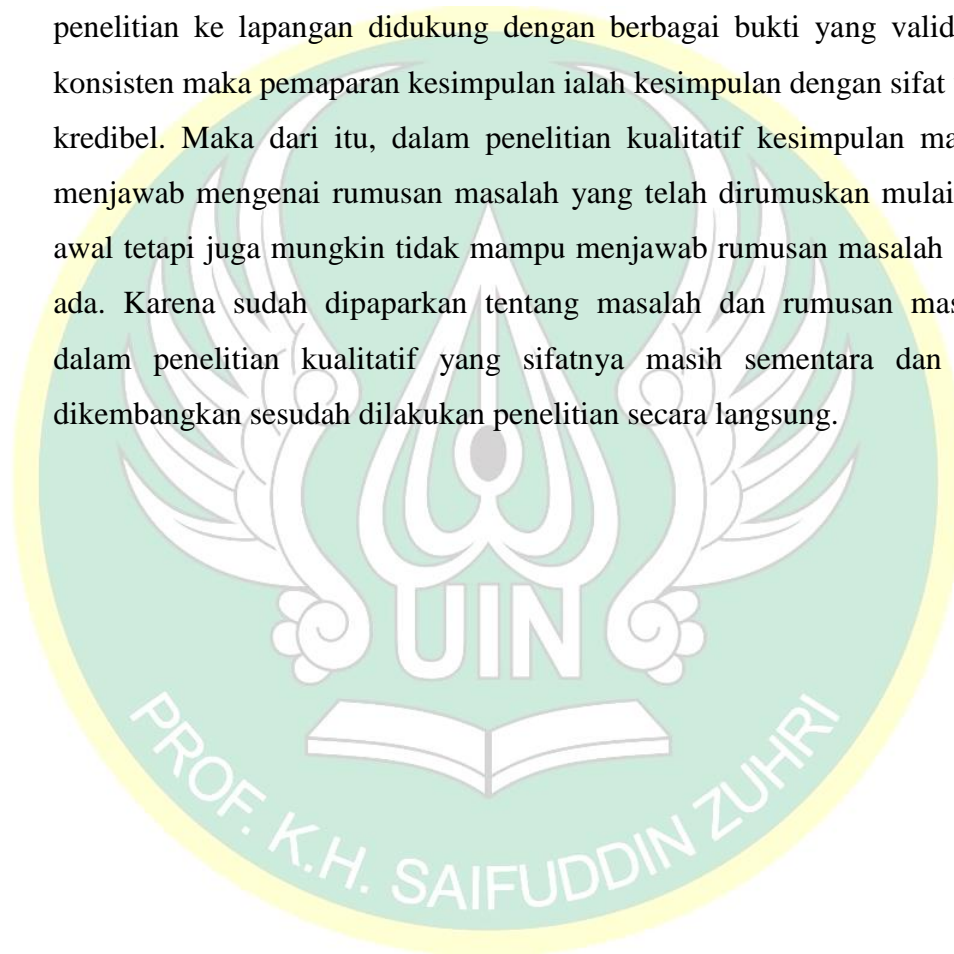 penelitian ke lapangan didukung dengan berbagai bukti yang valid
konsisten maka pemaparan kesimpulan ialah kesimpulan dengan sifat
kredibel. Maka dari itu, dalam penelitian kualitatif kesimpulan ma
menjawab mengenai rumusan masalah yang telah dirumuskan mulai
awal tetapi juga mungkin tidak mampu menjawab rumusan masalah
ada. Karena sudah dipaparkan tentang masalah dan rumusan mas
dalam penelitian kualitatif yang sifatnya masih sementara dan
dikembangkan sesudah dilakukan penelitian secara langsung.
UIN
PROF. K.H. SAIFUDDIN ZUHRI